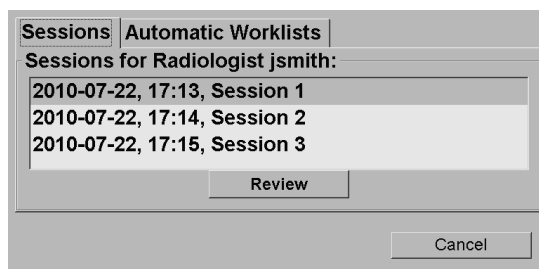 Sessions Automatic Worklists
Sessions for Radiologist jsmith:
2010-07-22, 17:13, Session 1
2010-07-22, 17:14, Session 2
2010-07-22, 17:15, Session 3
Review
Cancel